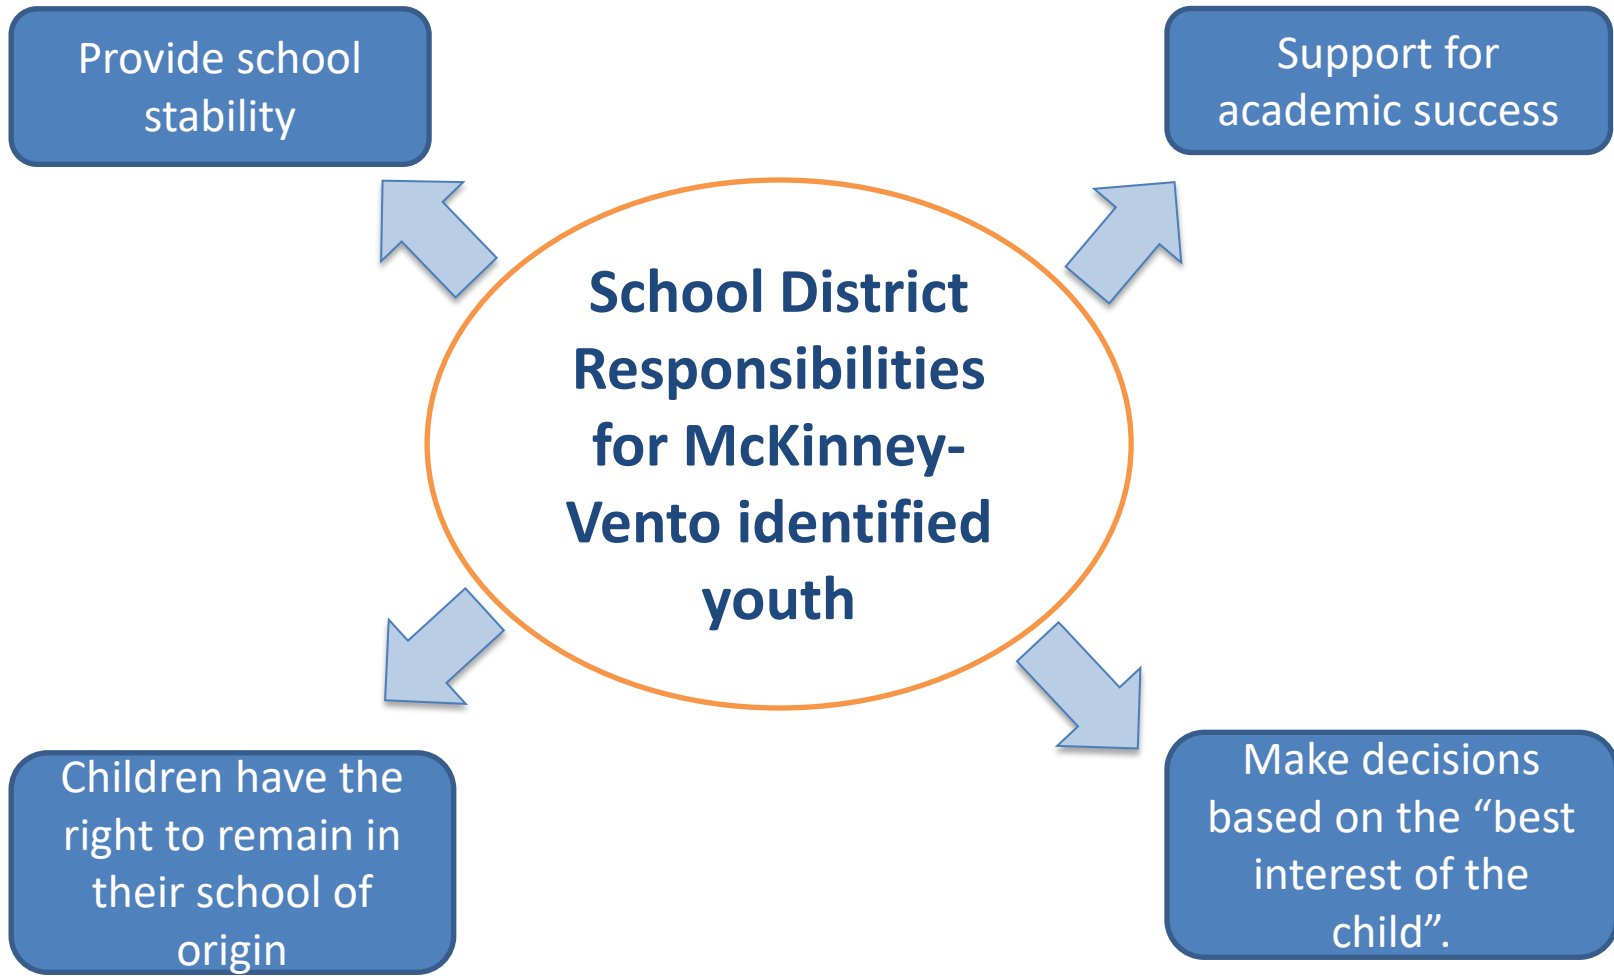 Provide school
stability
Support for
academic success
School District
Responsibilities
for McKinney-
Vento identified
youth
Children have the
right to remain in
their school of
origin
Make decisions
based on the “best
interest of the
child”.